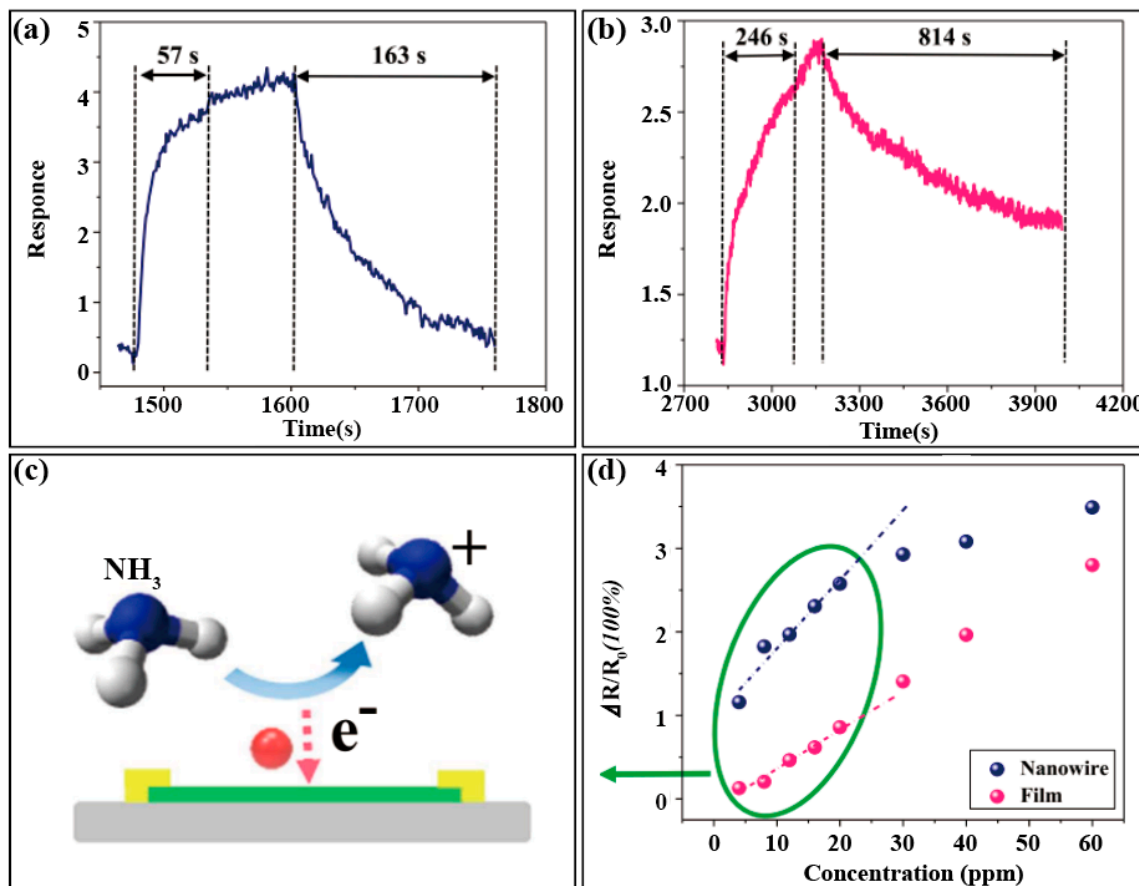 (a)
57 s
163 s
5
4
3
2
1
0
Responce
1500
1600
1700
1800
Time(s)
(b)
246 s
814 s
3.0
2.5
2.0
1.5
1.0
Responce
2700
3000
3300
3600
3900
4200
Time(s)
(c)
NH3
+
e-
(d)
4
3
2
1
0
ΔR/R0(100%)
Nanowire
Film
0
10
20
30
40
50
60
Concentration (ppm)